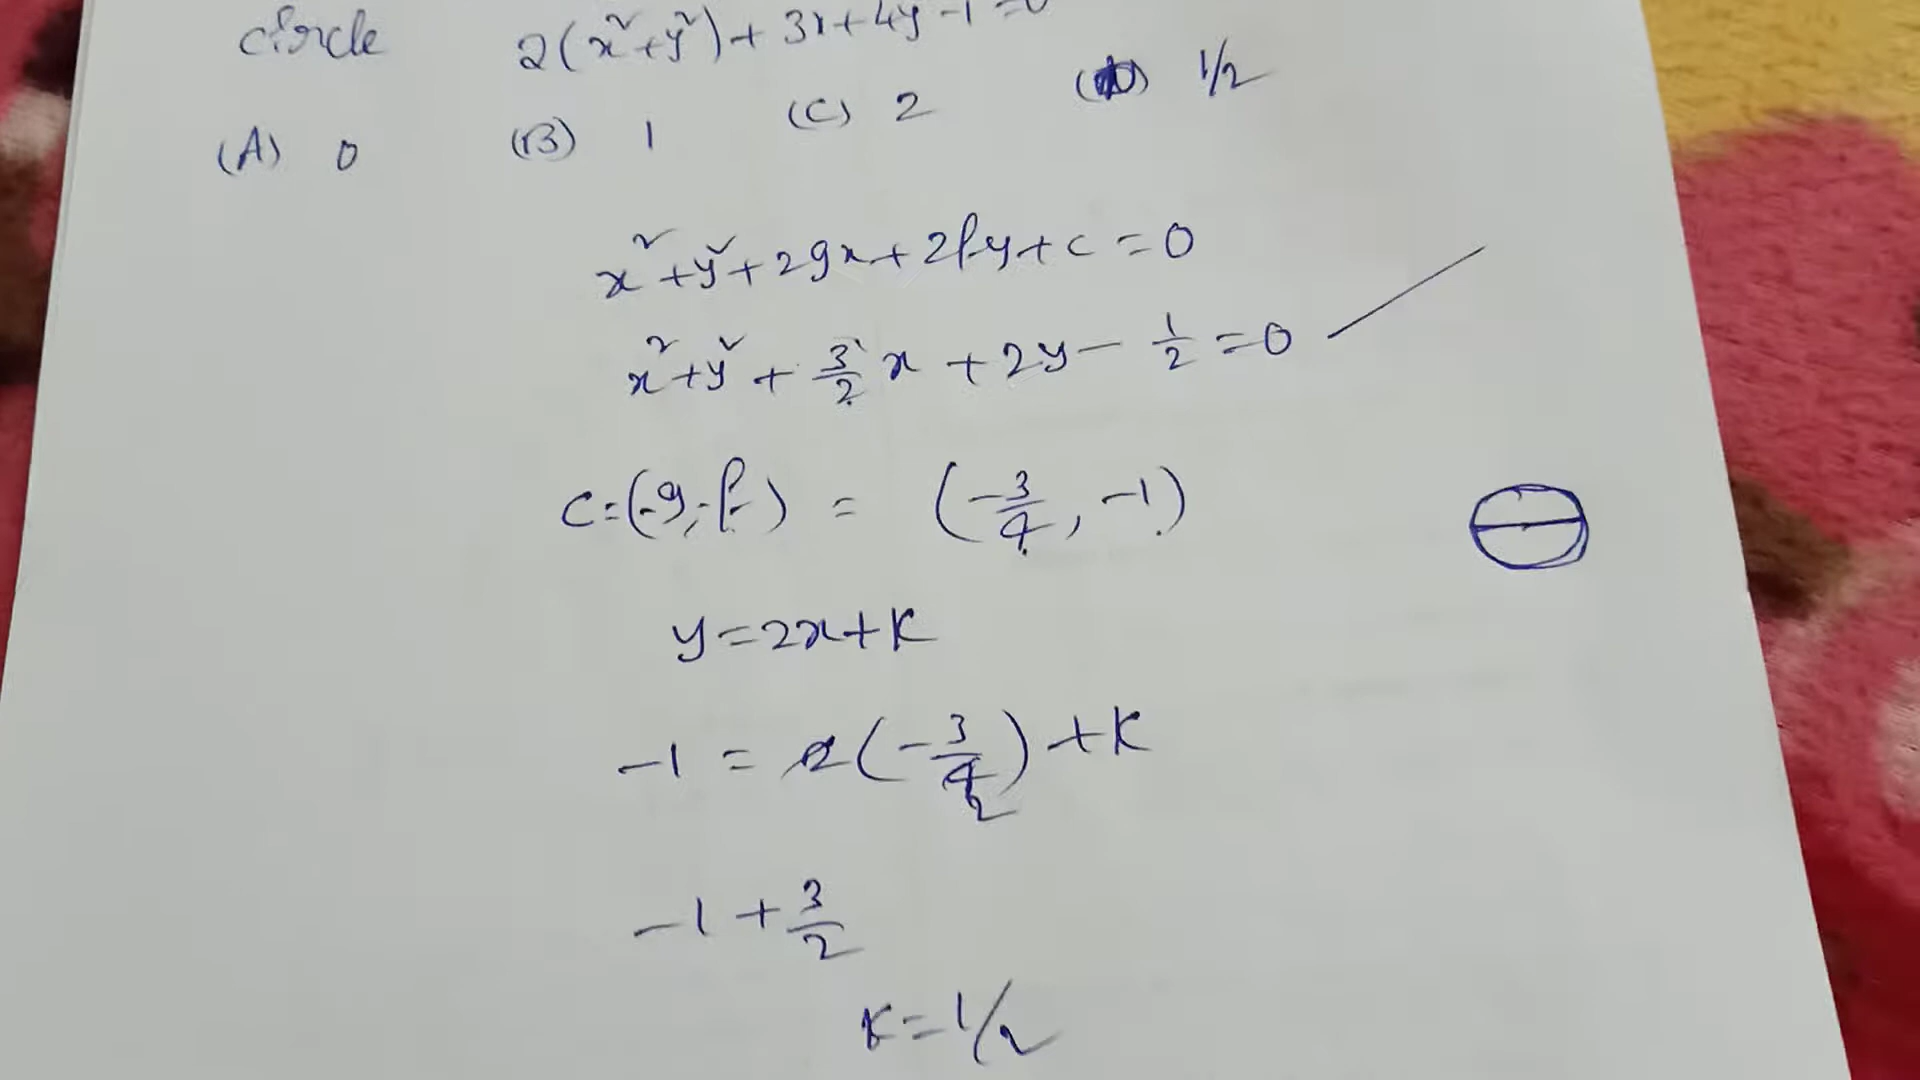 circle 2(x²+y²)+3x+4y-1=0
(A) 0 (B) 1 (C) 2 (D) 1/2
x²+y²+2gx+2fy+c=0
x²+y²+3/2 x+2y-1/2=0
C=(-g,-f) = (-3/4, -1)
y=2x+k
-1 = 2(-3/4)+k
2
-1+3/2
k=1/2